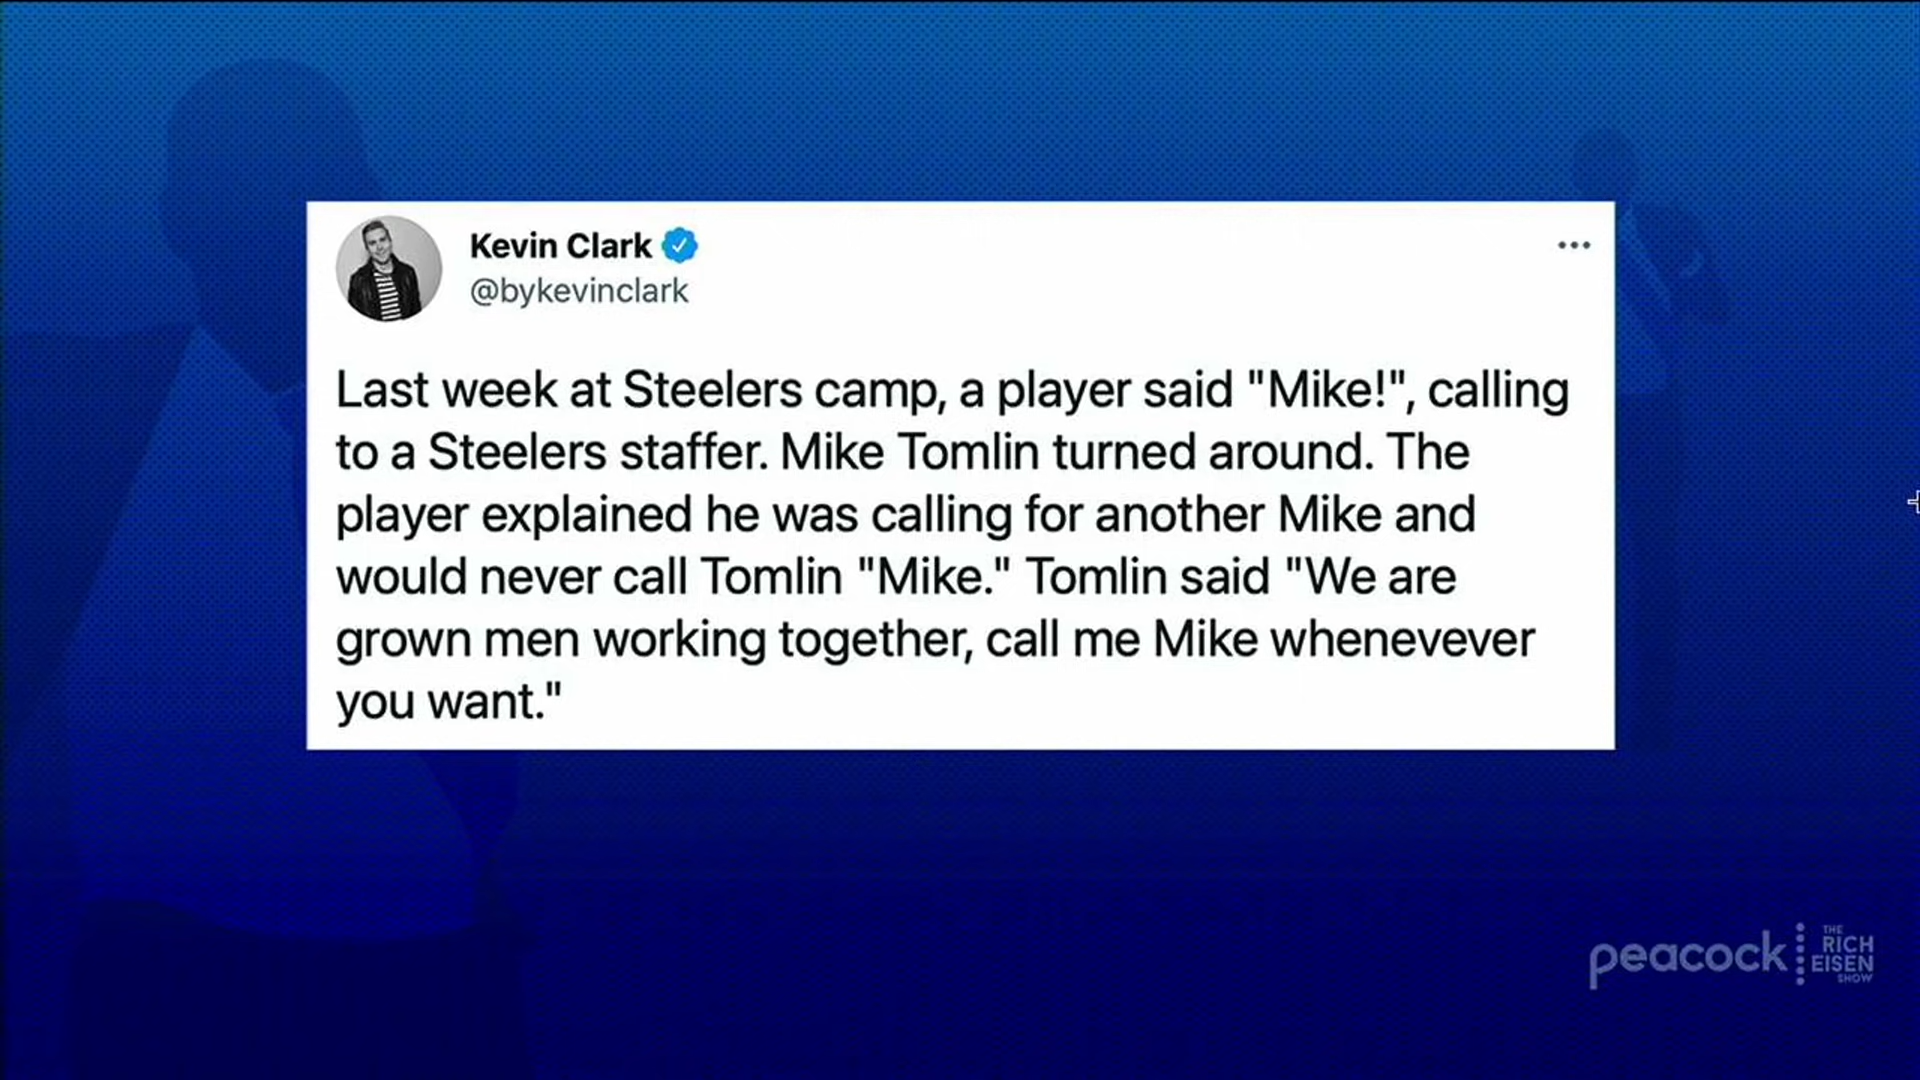 Kevin Clark
@bykevinclark
Last week at Steelers camp, a player said "Mike!", calling
to a Steelers staffer. Mike Tomlin turned around. The
player explained he was calling for another Mike and
would never call Tomlin "Mike." Tomlin said "We are
grown men working together, call me Mike whenevever
you want."
peacock
THE
RICH
EISEN
SHOW